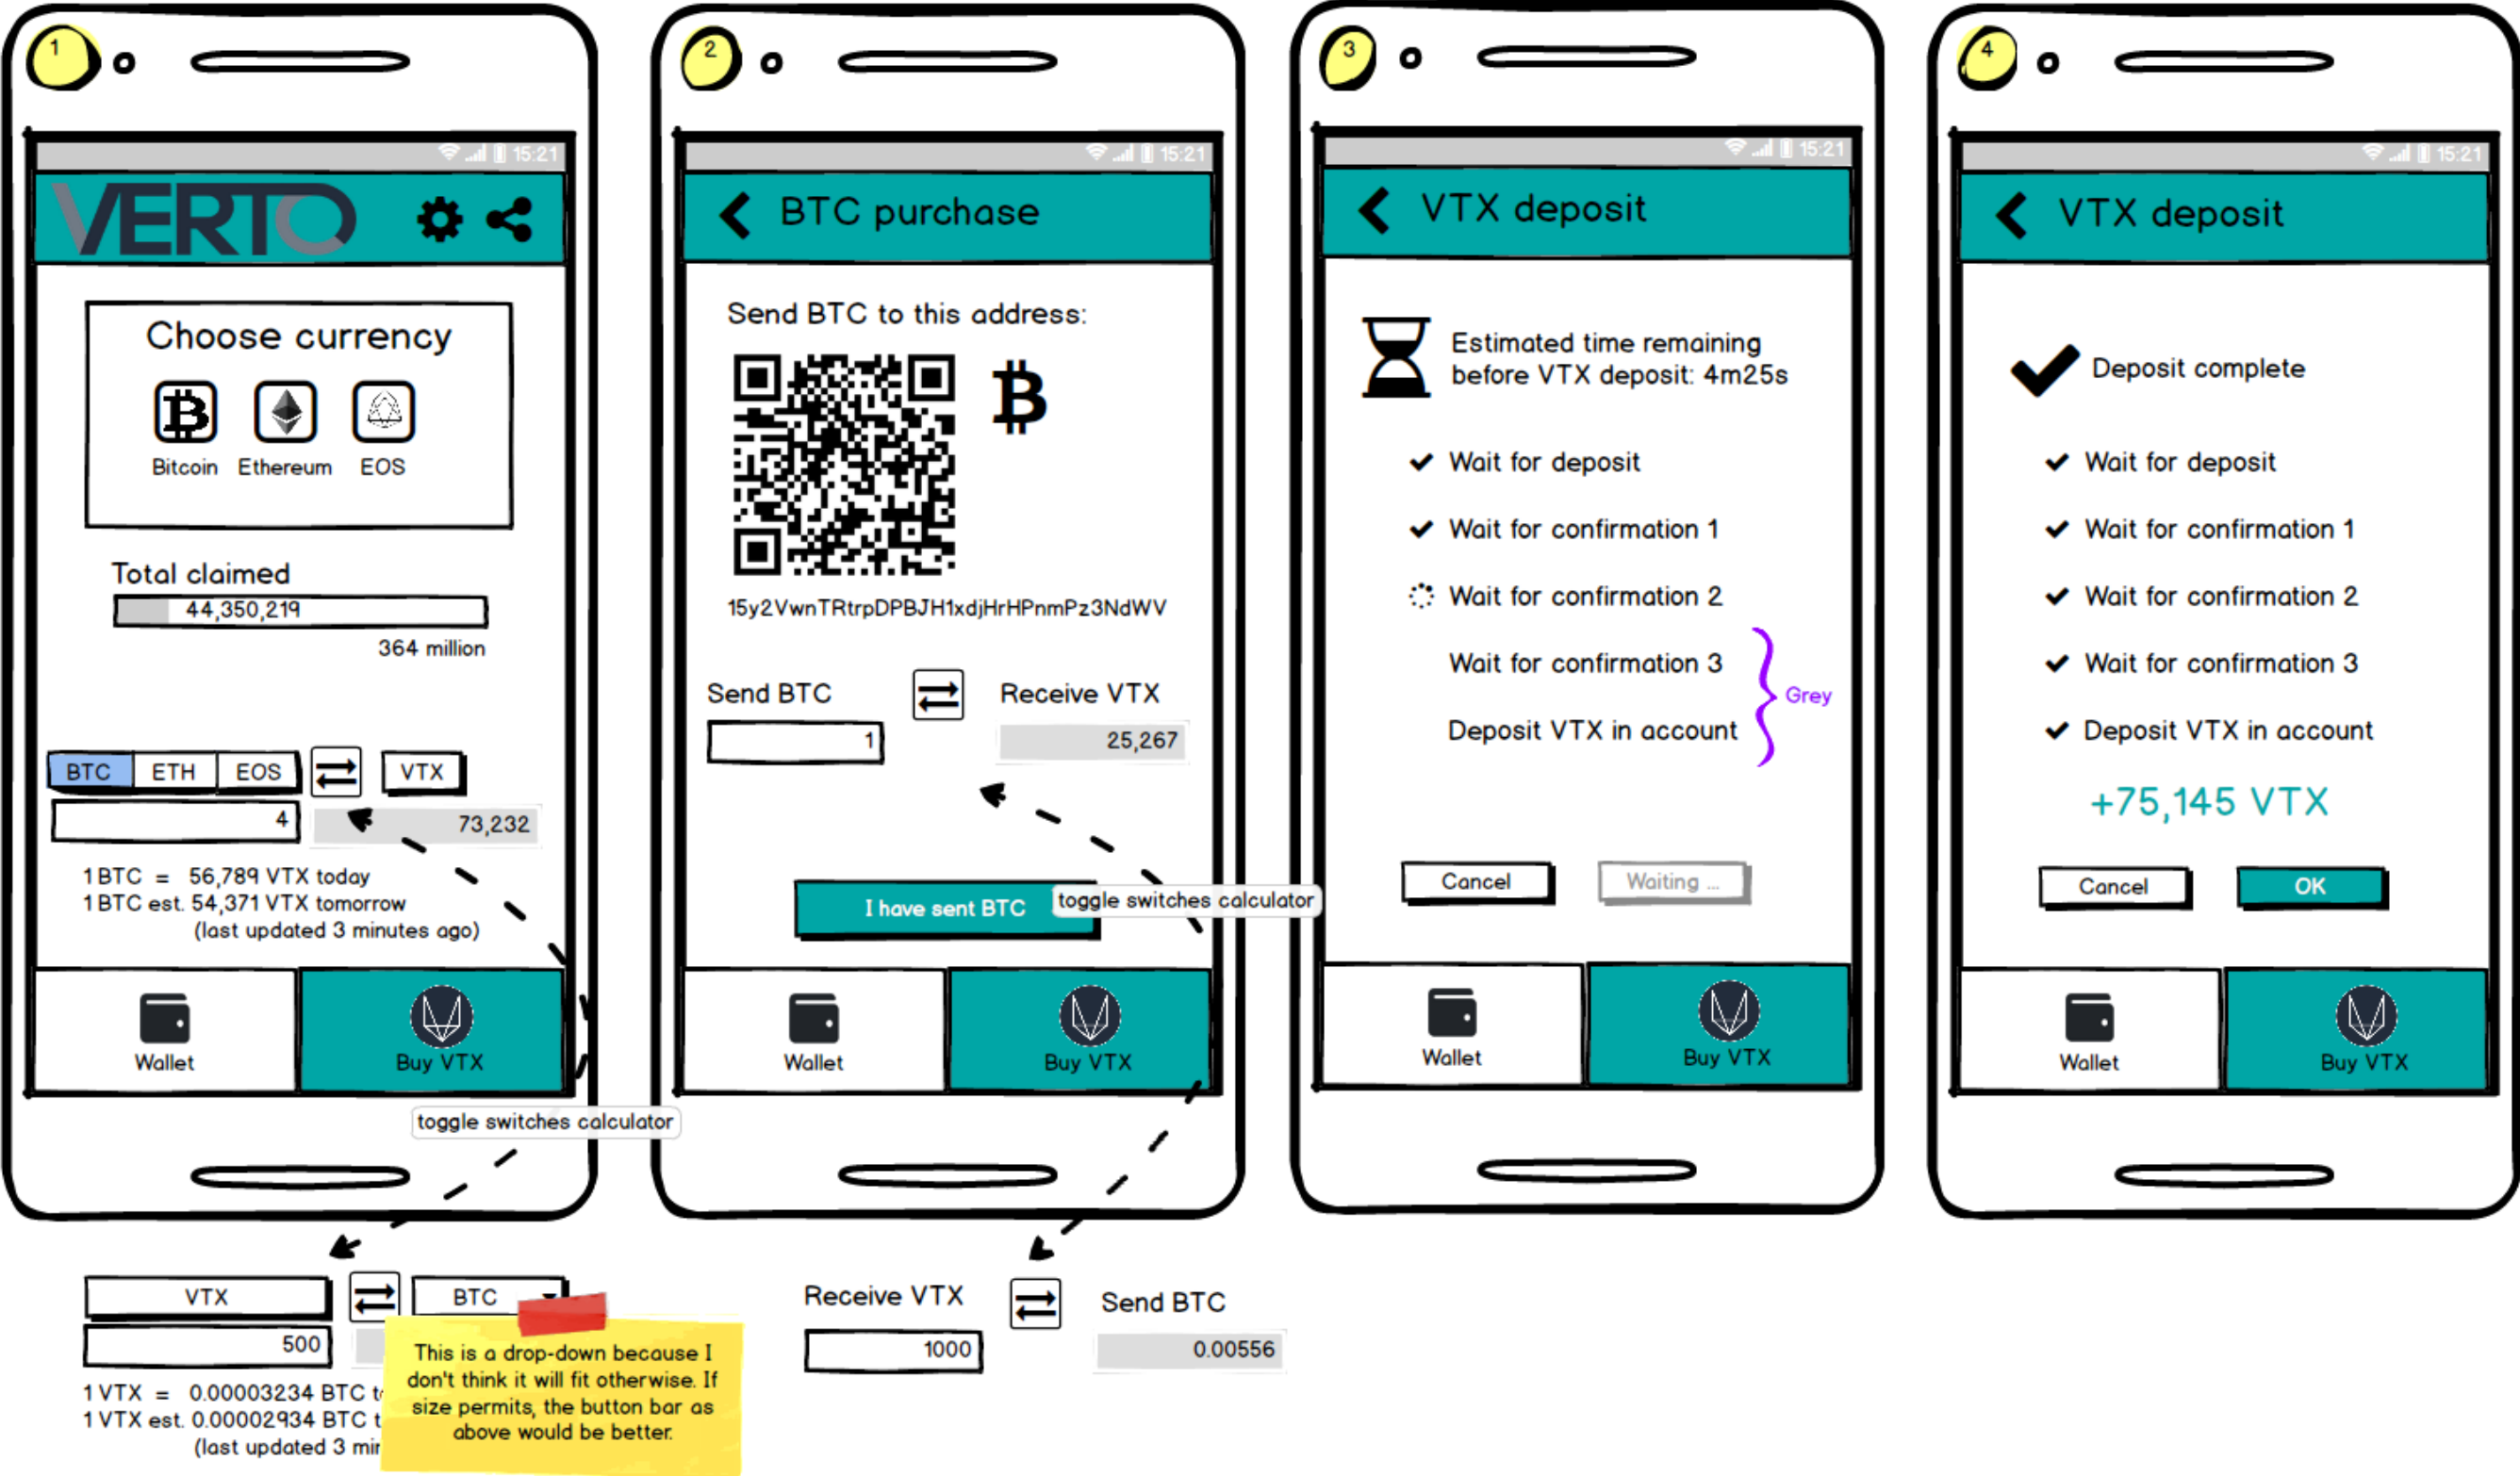 1
15:21
VERTO
Choose currency
Bitcoin Ethereum EOS
Total claimed
44,350,219
364 million
BTC ETH EOS VTX
4 73,232
1 BTC = 56,789 VTX today
1 BTC est. 54,371 VTX tomorrow
(last updated 3 minutes ago)
Wallet Buy VTX
toggle switches calculator
VTX BTC
500
1 VTX = 0.00003234 BTC
1 VTX est. 0.00002934 BTC
(last updated 3
This is a drop-down because I
don't think it will fit otherwise. If
size permits, the button bar as
above would be better.
2
15:21
BTC purchase
Send BTC to this address:
15y2VwnTRtrpDPBJH1xdjHrHPnmPz3NdWV
Send BTC Receive VTX
1 25,267
I have sent BTC
toggle switches calculator
Wallet Buy VTX
Receive VTX Send BTC
1000 0.00556
3
15:21
VTX deposit
Estimated time remaining
before VTX deposit: 4m25s
Wait for deposit
Wait for confirmation 1
Wait for confirmation 2
Wait for confirmation 3
Grey
Deposit VTX in account
Cancel Waiting ...
Wallet Buy VTX
4
15:21
VTX deposit
Deposit complete
Wait for deposit
Wait for confirmation 1
Wait for confirmation 2
Wait for confirmation 3
Deposit VTX in account
+75,145 VTX
Cancel OK
Wallet Buy VTX